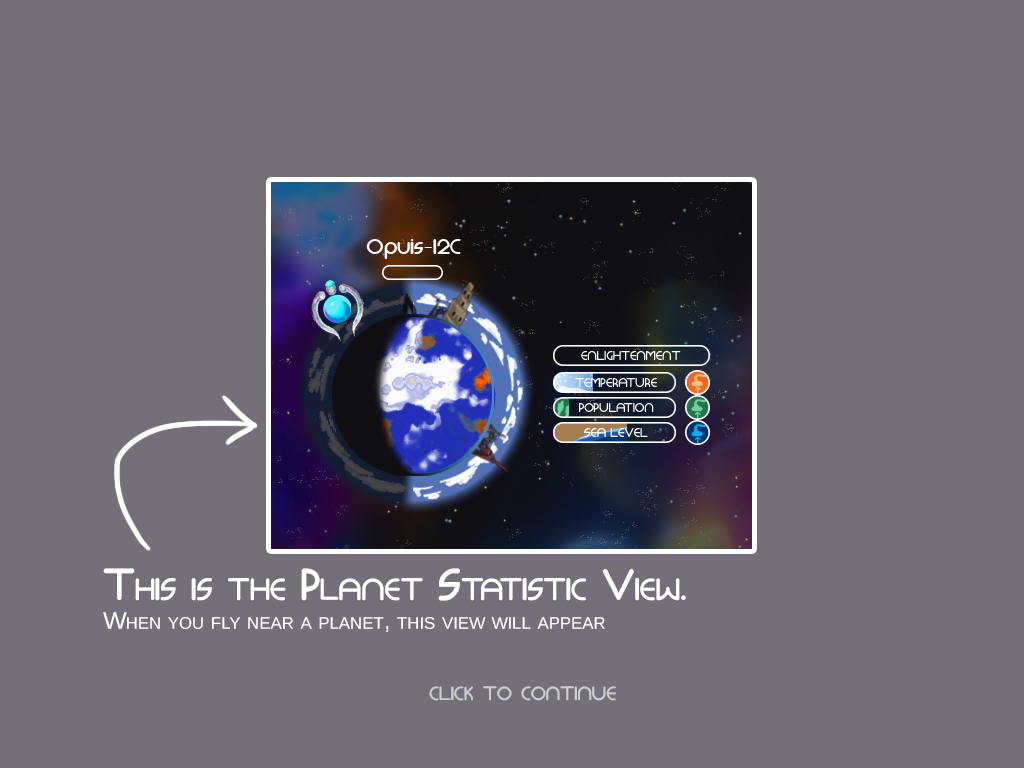 Opuis-12C
ENLIGHTENMENT
TEMPERATURE
POPULATION
SEA LEVEL
This is the Planet Statistic View.
When you fly near a planet, this view will appear
CLICK TO CONTINUE